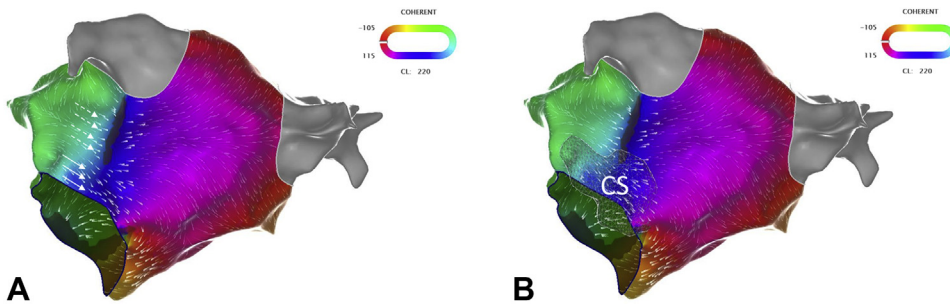 COHERENT
-105
115
CL: 220
A
COHERENT
-105
115
CL: 220
CS
B